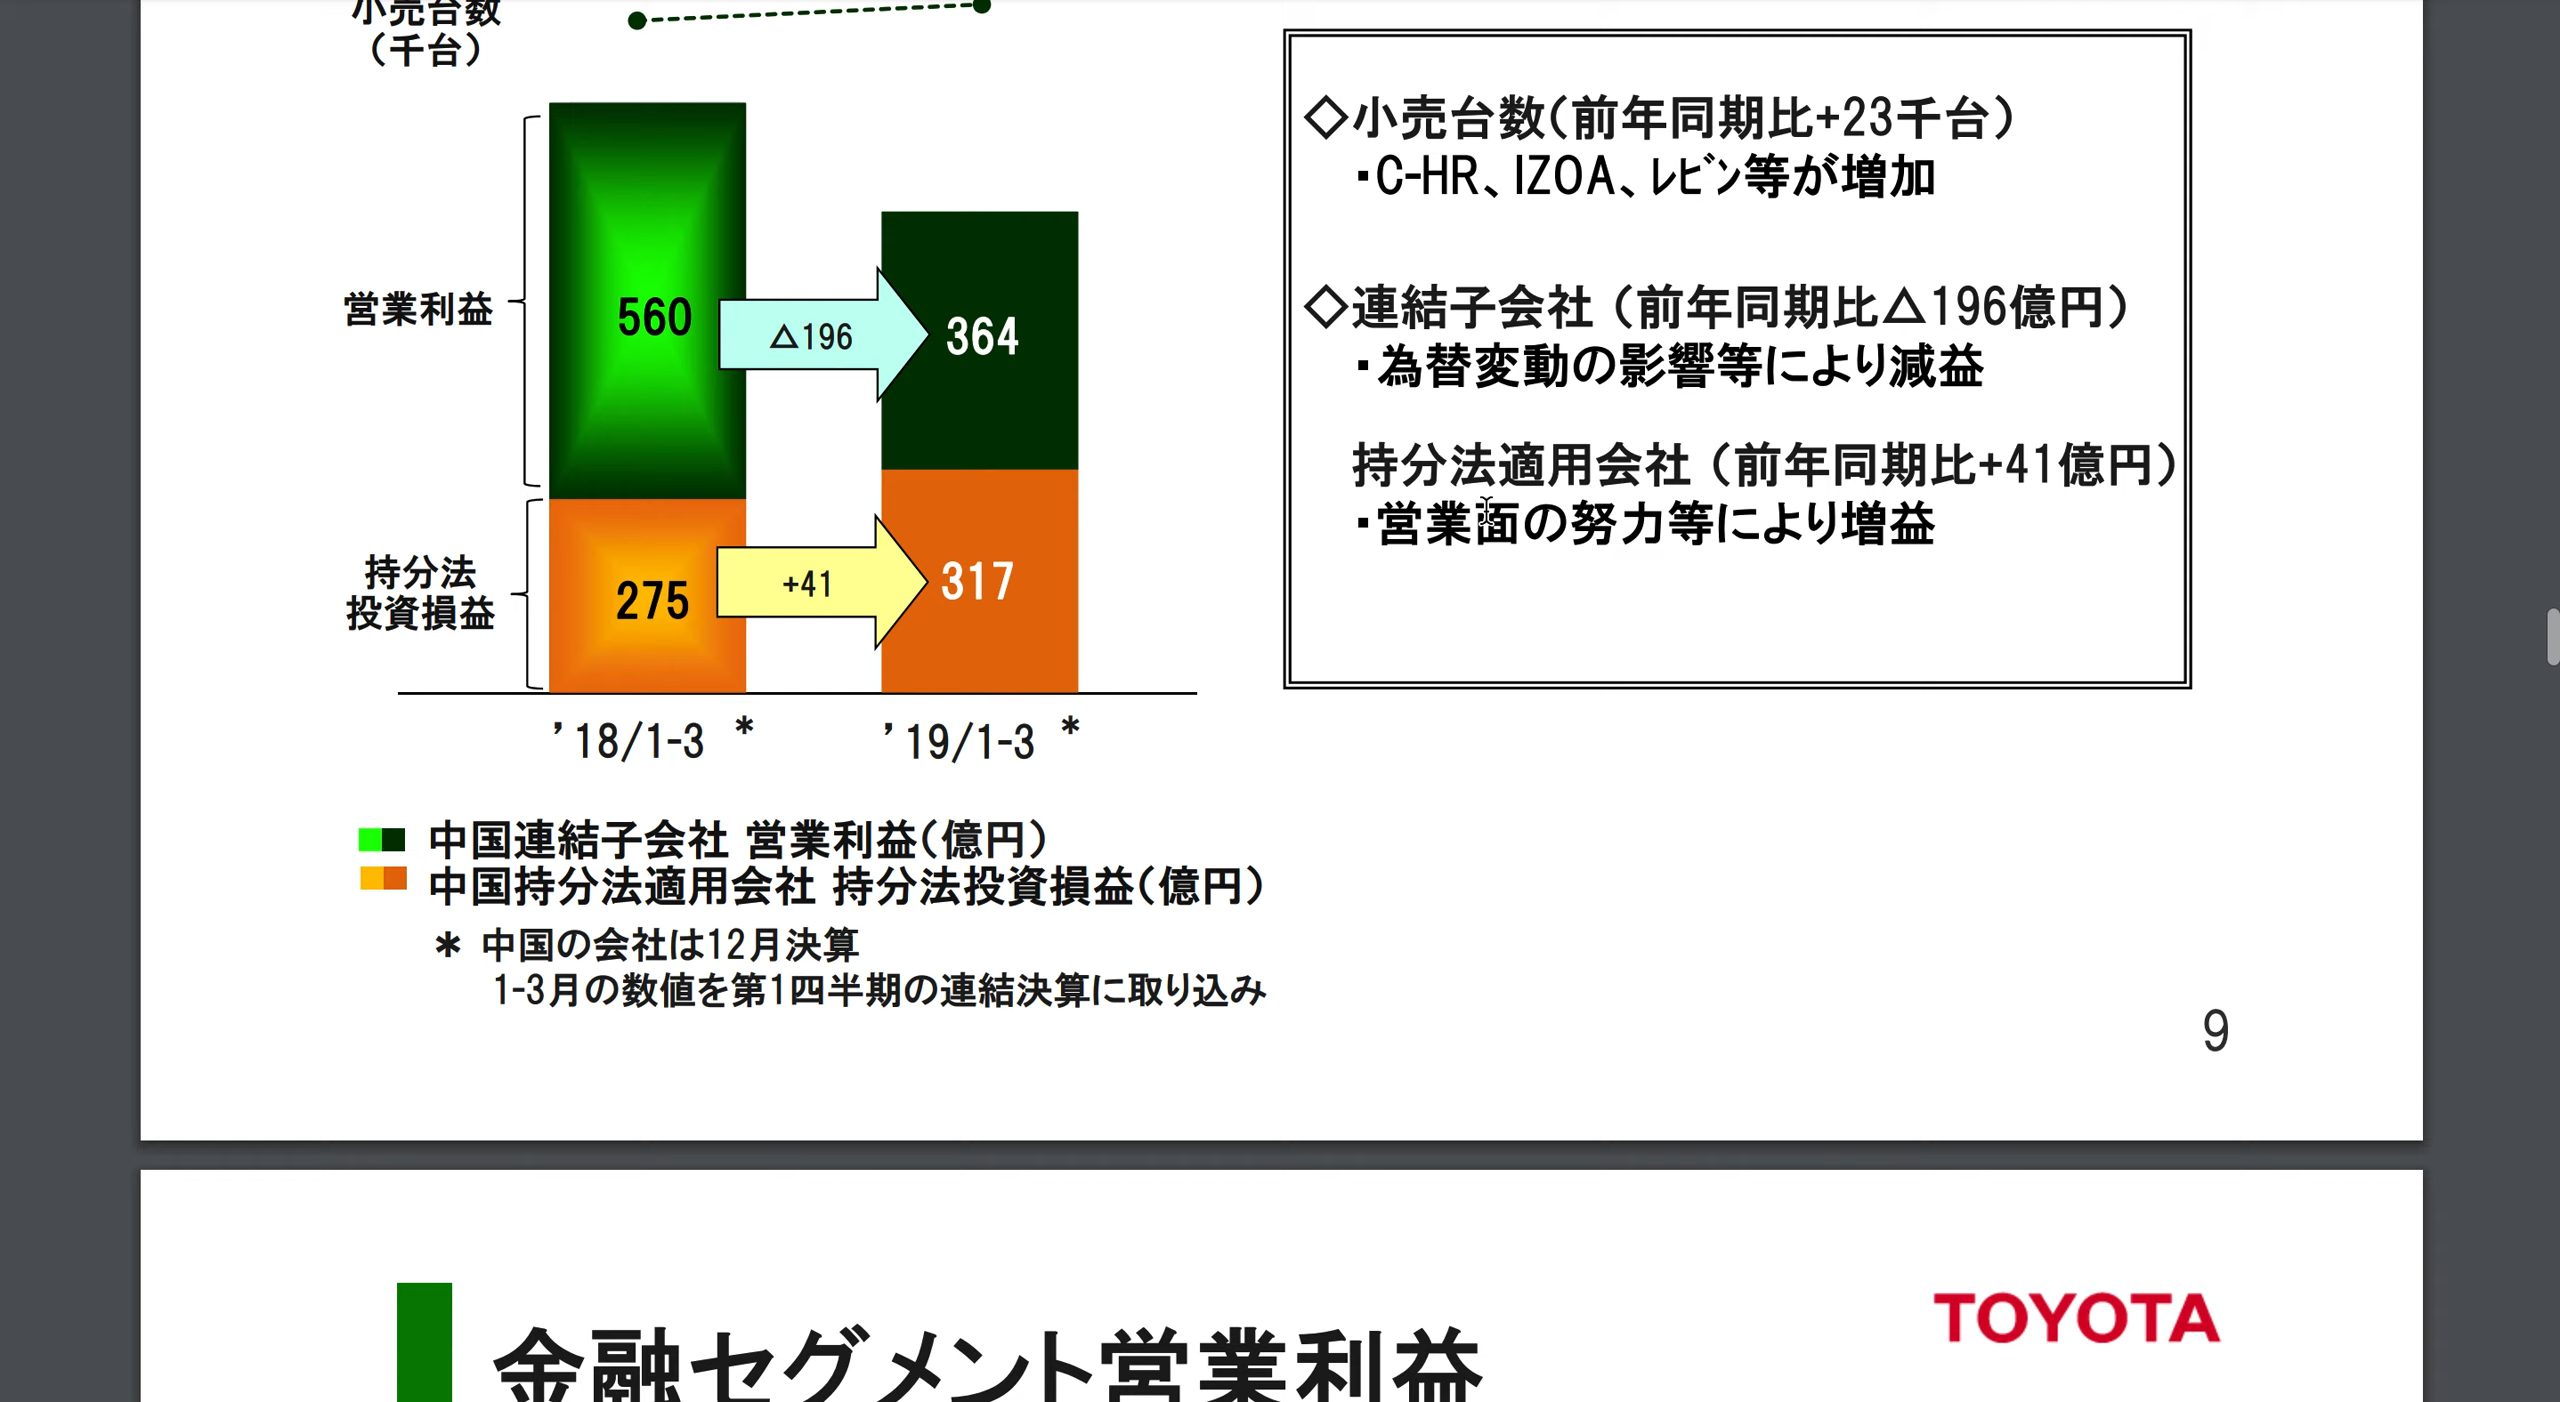 小売台数
（千台）
営業利益
560
△196
364
持分法
投資損益
275
+41
317
’18/1-3 *
’19/1-3 *
◇小売台数（前年同期比+23千台）
・C-HR、IZOA、ﾚﾋﾞﾝ等が増加
◇連結子会社（前年同期比△196億円）
・為替変動の影響等により減益
持分法適用会社（前年同期比+41億円）
・営業面の努力等により増益
中国連結子会社 営業利益（億円）
中国持分法適用会社 持分法投資損益（億円）
* 中国の会社は12月決算
1-3月の数値を第1四半期の連結決算に取り込み
9
TOYOTA
金融セグメント営業利益